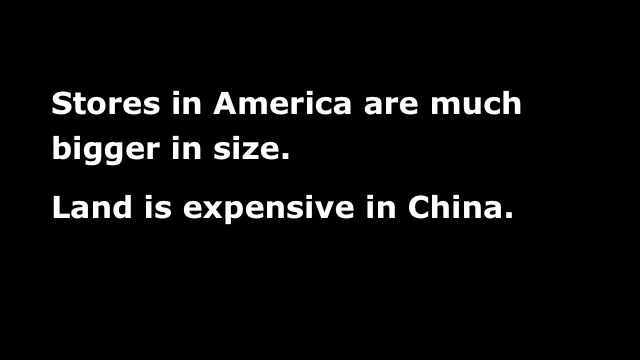 Stores in America are much
bigger in size.
Land is expensive in China.